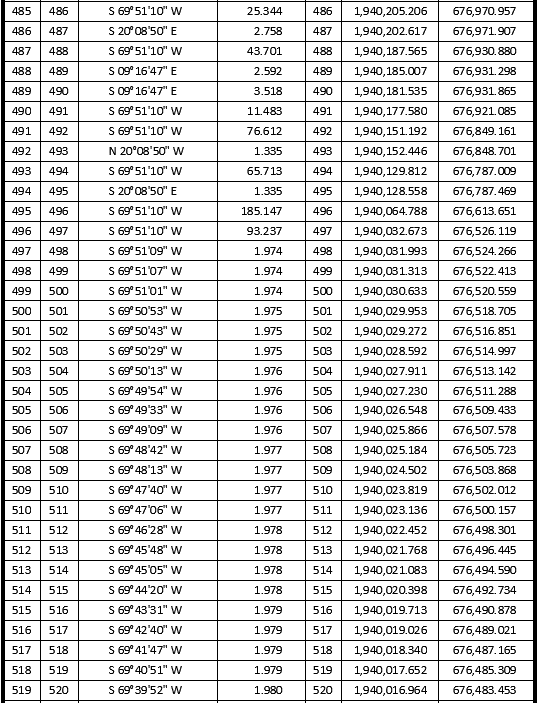 485 486 S 69°51'10" W 25.344 486 1,940,205.206 676,970.957
486 487 S 20°08'50" E 2.758 487 1,940,202.617 676,971.907
487 488 S 69°51'10" W 43.701 488 1,940,187.565 676,930.880
488 489 S 09°16'47" E 2.592 489 1,940,185.007 676,931.298
489 490 S 09°16'47" E 3.518 490 1,940,181.535 676,931.865
490 491 S 69°51'10" W 11.483 491 1,940,177.580 676,921.085
491 492 S 69°51'10" W 76.612 492 1,940,151.192 676,849.161
492 493 N 20°08'50" W 1.335 493 1,940,152.446 676,848.701
493 494 S 69°51'10" W 65.713 494 1,940,129.812 676,787.009
494 495 S 20°08'50" E 1.335 495 1,940,128.558 676,787.469
495 496 S 69°51'10" W 185.147 496 1,940,064.788 676,613.651
496 497 S 69°51'10" W 93.237 497 1,940,032.673 676,526.119
497 498 S 69°51'09" W 1.974 498 1,940,031.993 676,524.266
498 499 S 69°51'07" W 1.974 499 1,940,031.313 676,522.413
499 500 S 69°51'01" W 1.974 500 1,940,030.633 676,520.559
500 501 S 69°50'53" W 1.975 501 1,940,029.953 676,518.705
501 502 S 69°50'43" W 1.975 502 1,940,029.272 676,516.851
502 503 S 69°50'29" W 1.975 503 1,940,028.592 676,514.997
503 504 S 69°50'13" W 1.976 504 1,940,027.911 676,513.142
504 505 S 69°49'54" W 1.976 505 1,940,027.230 676,511.288
505 506 S 69°49'33" W 1.976 506 1,940,026.548 676,509.433
506 507 S 69°49'09" W 1.976 507 1,940,025.866 676,507.578
507 508 S 69°48'42" W 1.977 508 1,940,025.184 676,505.723
508 509 S 69°48'13" W 1.977 509 1,940,024.502 676,503.868
509 510 S 69°47'40" W 1.977 510 1,940,023.819 676,502.012
510 511 S 69°47'06" W 1.977 511 1,940,023.136 676,500.157
511 512 S 69°46'28" W 1.978 512 1,940,022.452 676,498.301
512 513 S 69°45'48" W 1.978 513 1,940,021.768 676,496.445
513 514 S 69°45'05" W 1.978 514 1,940,021.083 676,494.590
514 515 S 69°44'20" W 1.978 515 1,940,020.398 676,492.734
515 516 S 69°43'31" W 1.979 516 1,940,019.713 676,490.878
516 517 S 69°42'40" W 1.979 517 1,940,019.026 676,489.021
517 518 S 69°41'47" W 1.979 518 1,940,018.340 676,487.165
518 519 S 69°40'51" W 1.979 519 1,940,017.652 676,485.309
519 520 S 69°39'52" W 1.980 520 1,940,016.964 676,483.453